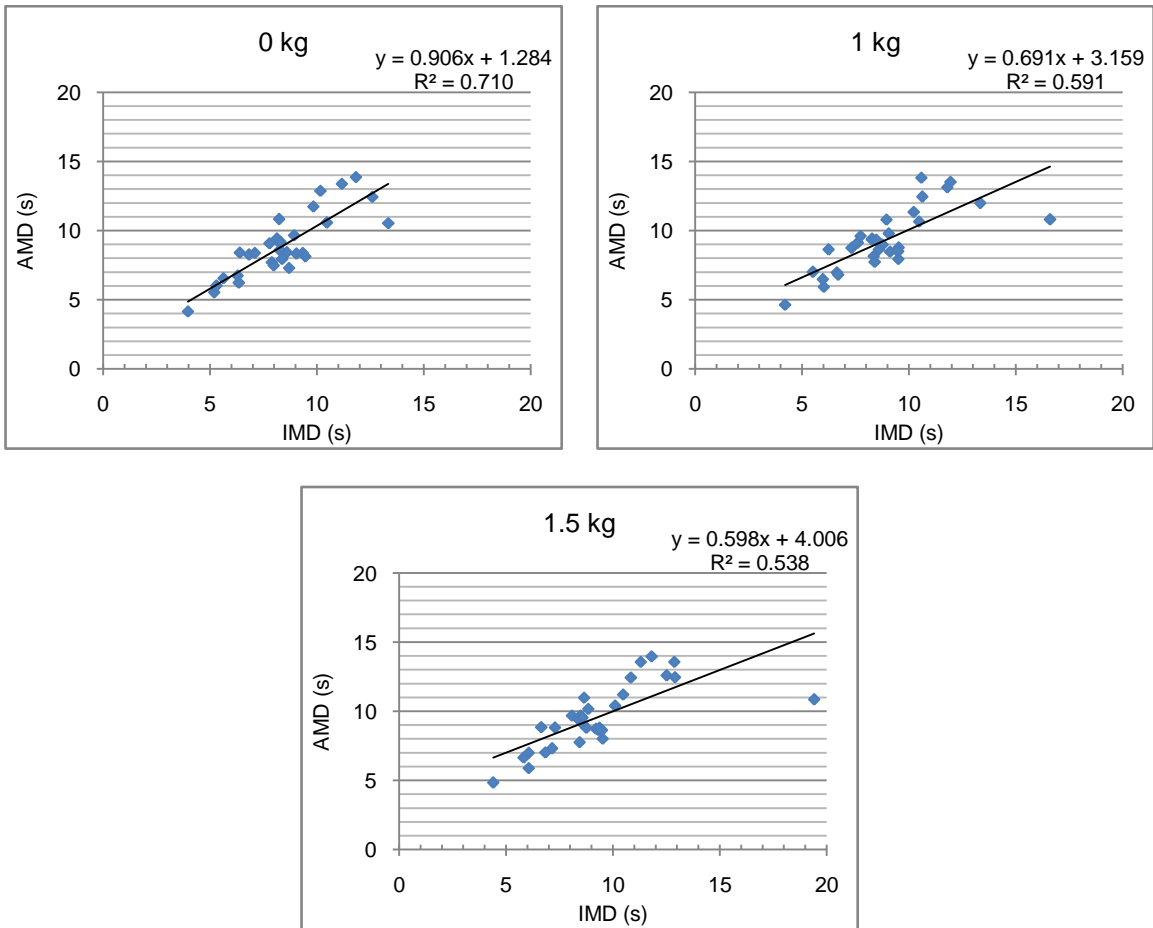 0 kg
y = 0.906x + 1.284
R² = 0.710
20
15
10
5
0
AMD (s)
0 5 10 15 20
IMD (s)
1 kg
y = 0.691x + 3.159
R² = 0.591
20
15
10
5
0
AMD (s)
0 5 10 15 20
IMD (s)
1.5 kg
y = 0.598x + 4.006
R² = 0.538
20
15
10
5
0
AMD (s)
0 5 10 15 20
IMD (s)